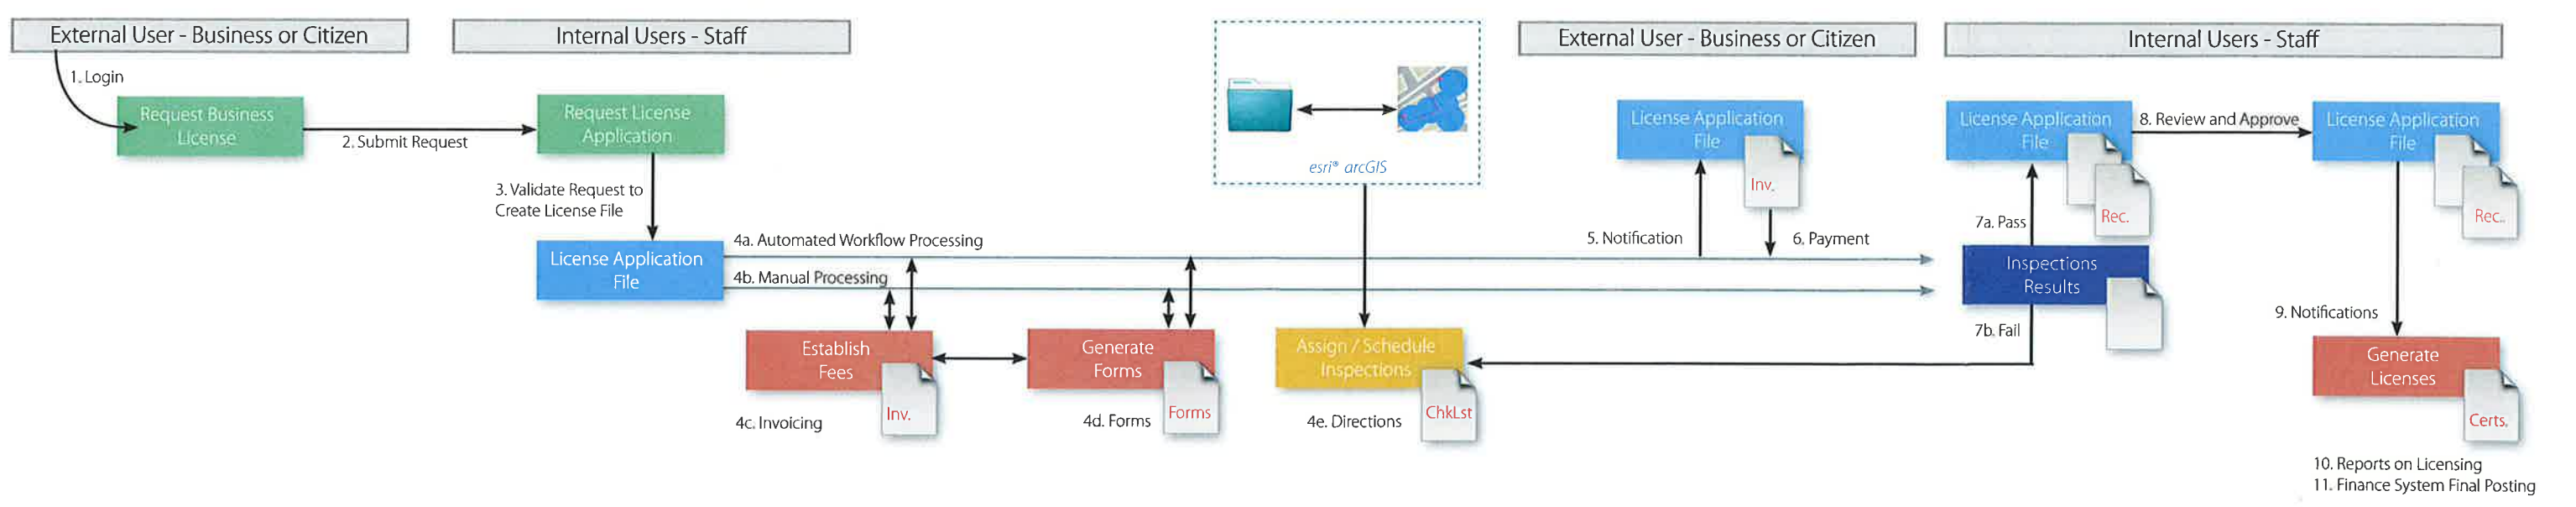 External User - Business or Citizen
Internal Users - Staff
External User - Business or Citizen
Internal Users - Staff
1. Login
Request Business
License
2. Submit Request
Request License
Application
3. Validate Request to
Create License File
License Application
File
4a. Automated Workflow Processing
4b. Manual Processing
Establish
Fees
Inv.
4c. Invoicing
Generate
Forms
Forms
4d. Forms
esri® arcGIS
Assign / Schedule
Inspections
ChkLst
4e. Directions
License Application
File
Inv.
5. Notification
6. Payment
License Application
File
Rec.
7a. Pass
Inspections
Results
7b. Fail
8. Review and Approve
License Application
File
Rec.
9. Notifications
Generate
Licenses
Certs.
10. Reports on Licensing
11. Finance System Final Posting